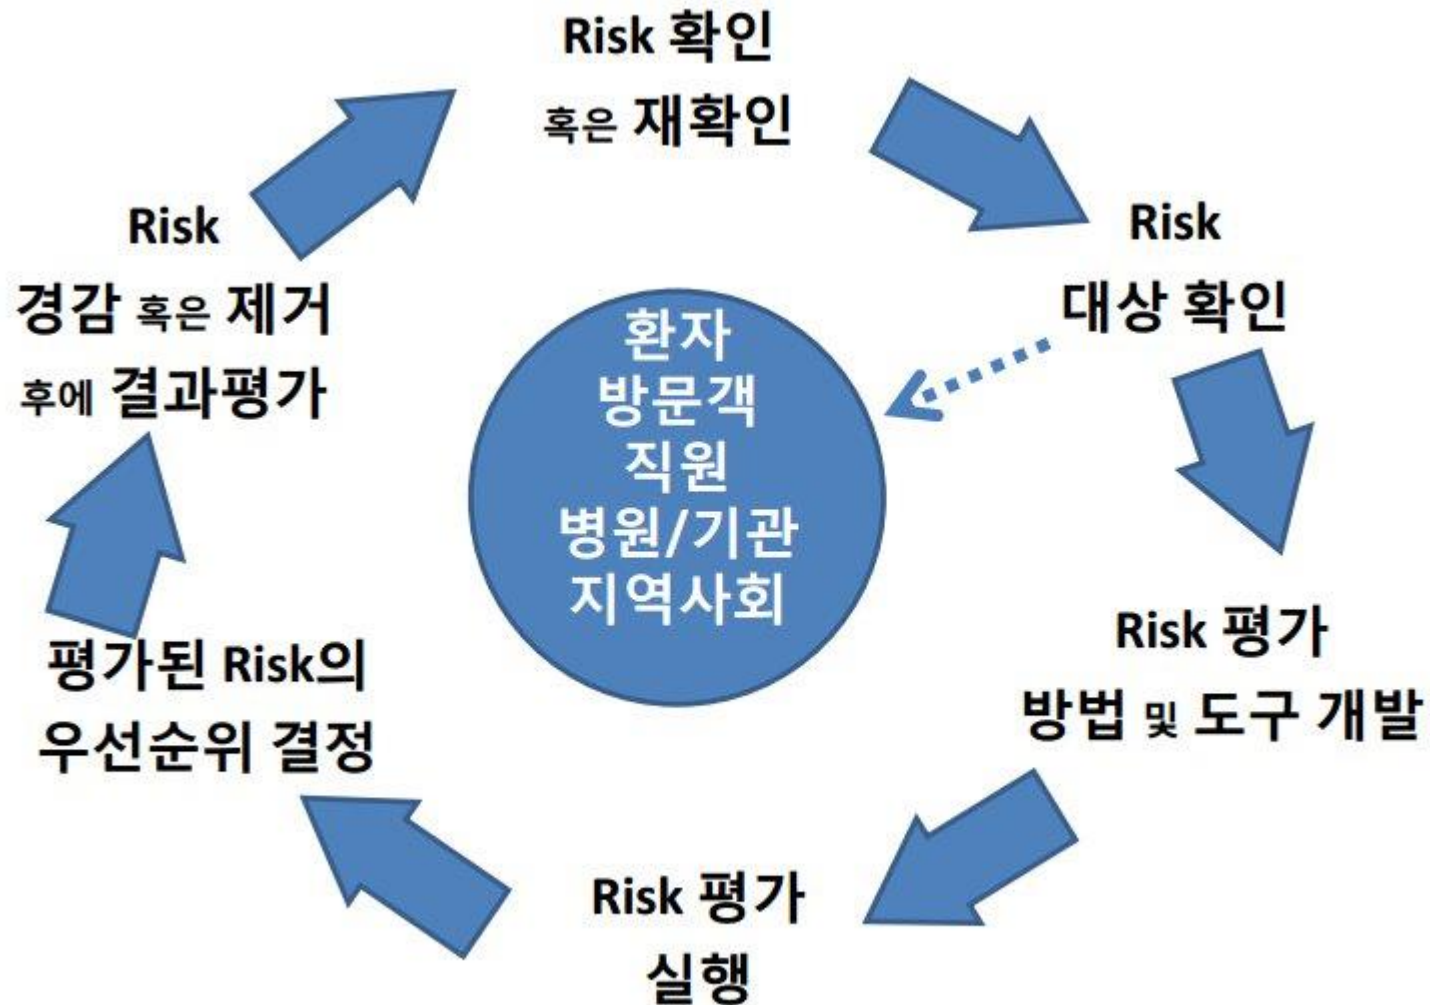 Risk 확인
혹은 재확인
Risk
대상 확인
Risk 평가
방법 및 도구 개발
Risk 평가
실행
평가된 Risk의
우선순위 결정
Risk
경감 혹은 제거
후에 결과평가
환자
방문객
직원
병원/기관
지역사회